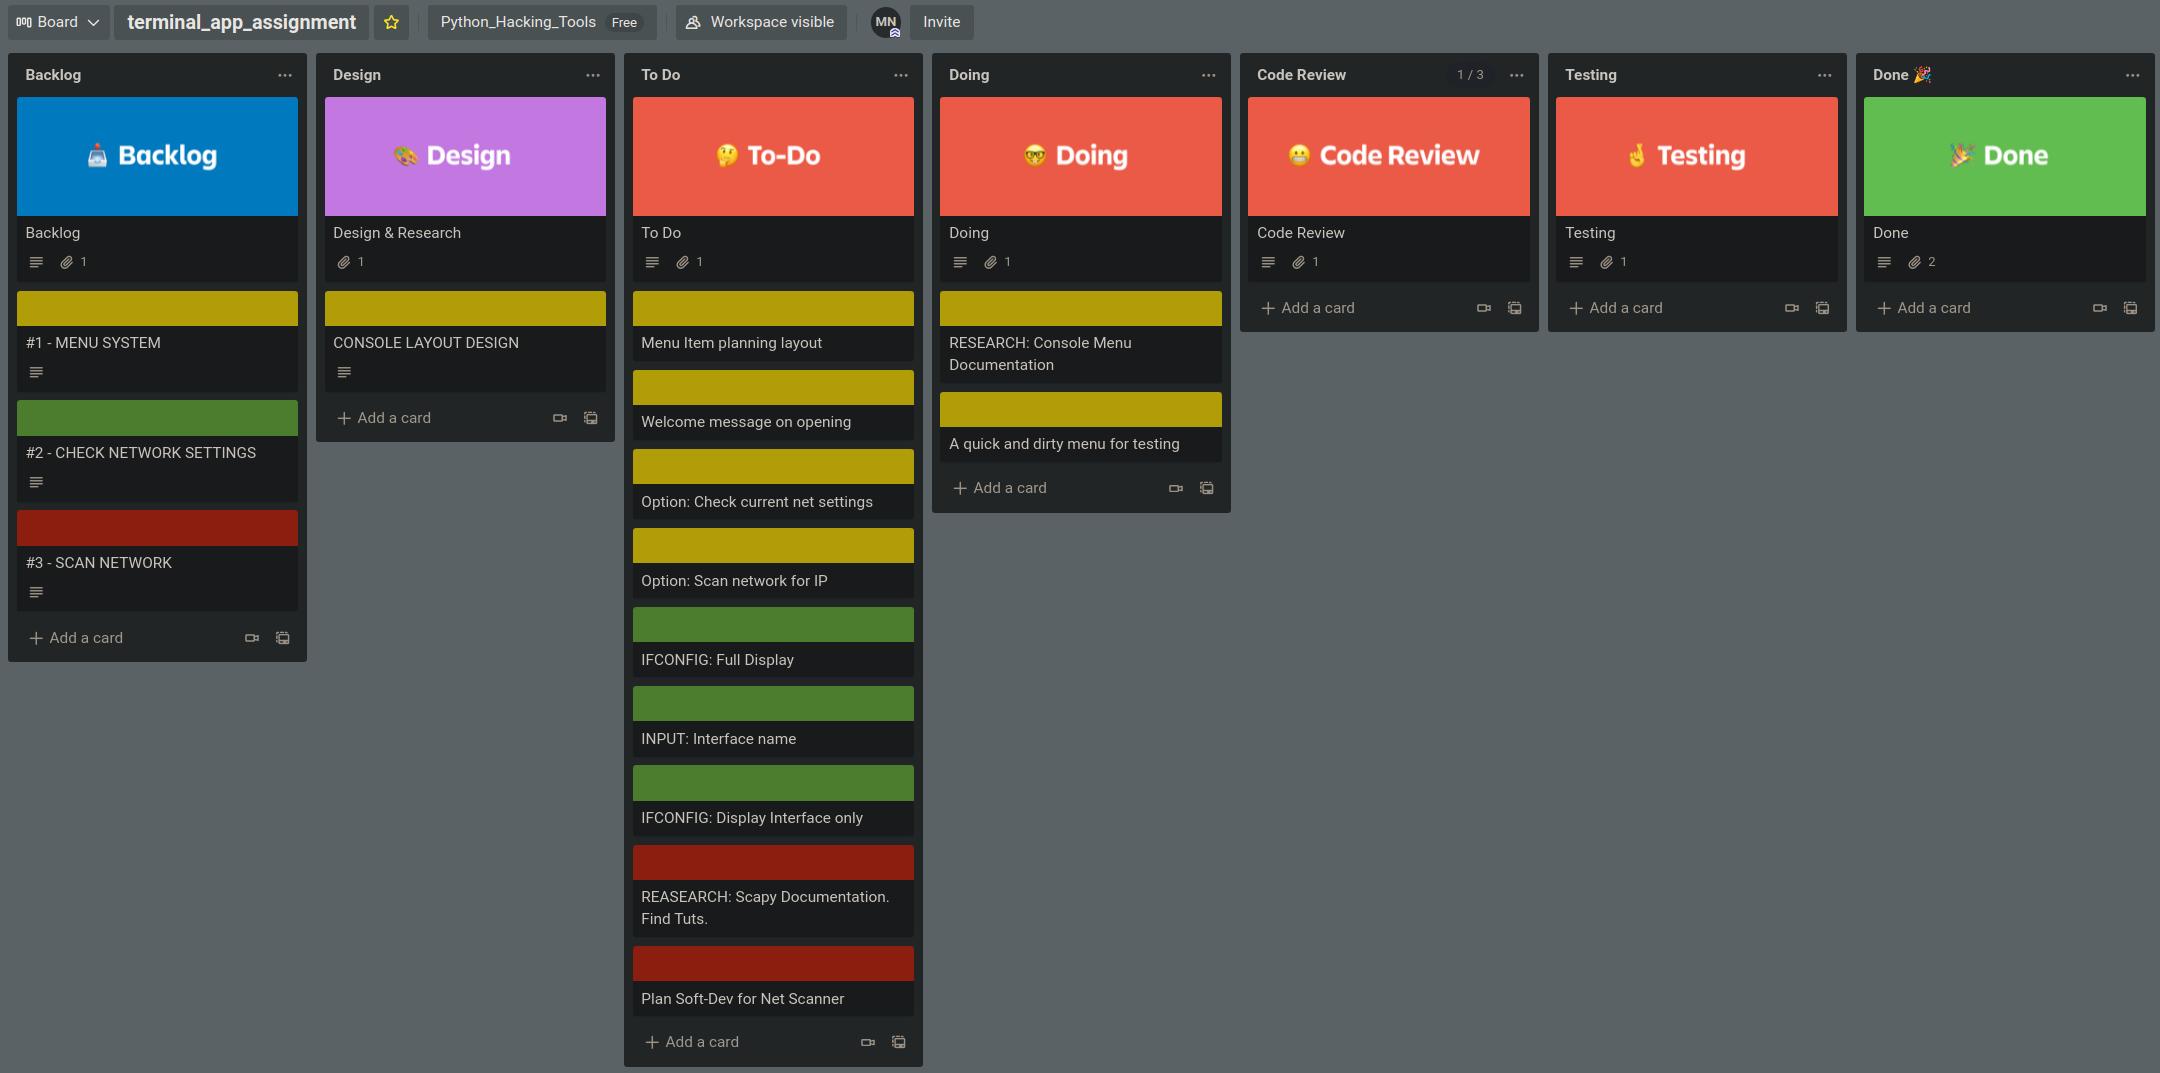 Board
terminal_app_assignment
Python_Hacking_Tools Free
Workspace visible
MN
Invite
Backlog
Backlog
Backlog
1
#1 - MENU SYSTEM
#2 - CHECK NETWORK SETTINGS
#3 - SCAN NETWORK
Add a card
Design
Design
Design & Research
1
CONSOLE LAYOUT DESIGN
Add a card
To Do
To-Do
To Do
1
Menu Item planning layout
Welcome message on opening
Option: Check current net settings
Option: Scan network for IP
IFCONFIG: Full Display
INPUT: Interface name
IFCONFIG: Display Interface only
REASEARCH: Scapy Documentation.
Find Tuts.
Plan Soft-Dev for Net Scanner
Add a card
Doing
Doing
Doing
1
RESEARCH: Console Menu
Documentation
A quick and dirty menu for testing
Add a card
Code Review 1 / 3
Code Review
Code Review
1
Add a card
Testing
Testing
Testing
1
Add a card
Done 🎉
Done
Done
2
Add a card